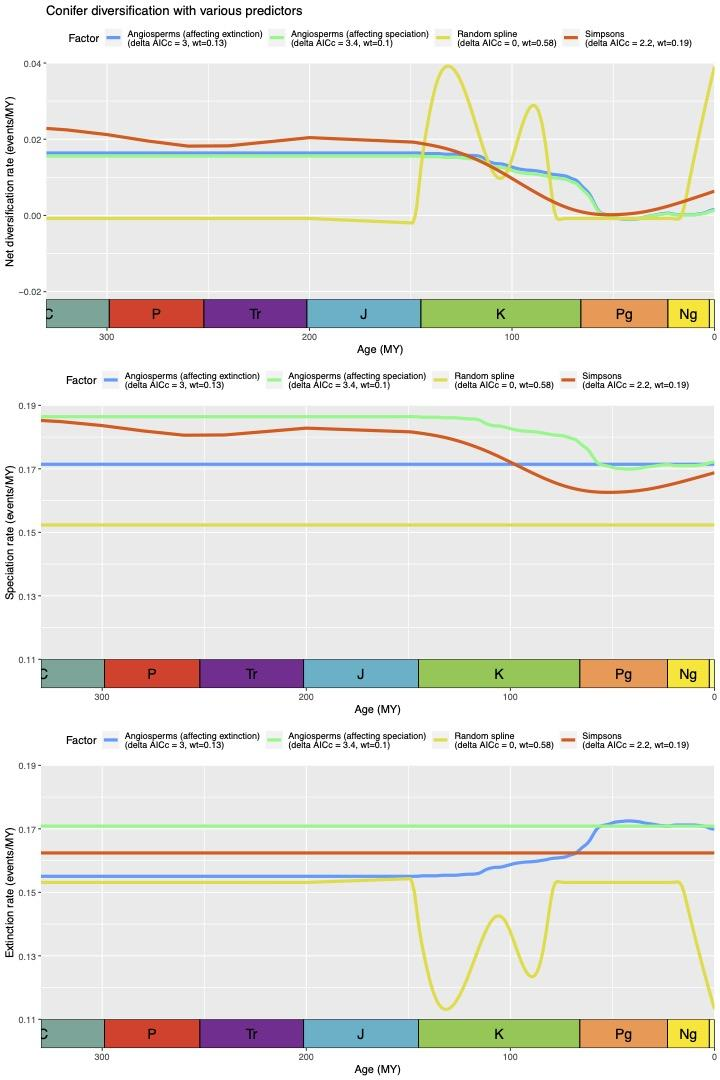 Conifer diversification with various predictors
Factor
Angiosperms (affecting extinction)
(delta AICc = 3, wt=0.13)
Angiosperms (affecting speciation)
(delta AICc = 3.4, wt=0.1)
Random spline
(delta AICc = 0, wt=0.58)
Simpsons
(delta AICc = 2.2, wt=0.19)
Net diversification rate (events/MY)
0.04
0.02
0.00
−0.02
C P Tr J K Pg Ng
300 200 100 0
Age (MY)
Factor
Angiosperms (affecting extinction)
(delta AICc = 3, wt=0.13)
Angiosperms (affecting speciation)
(delta AICc = 3.4, wt=0.1)
Random spline
(delta AICc = 0, wt=0.58)
Simpsons
(delta AICc = 2.2, wt=0.19)
Speciation rate (events/MY)
0.19
0.17
0.15
0.13
0.11
C P Tr J K Pg Ng
300 200 100 0
Age (MY)
Factor
Angiosperms (affecting extinction)
(delta AICc = 3, wt=0.13)
Angiosperms (affecting speciation)
(delta AICc = 3.4, wt=0.1)
Random spline
(delta AICc = 0, wt=0.58)
Simpsons
(delta AICc = 2.2, wt=0.19)
Extinction rate (events/MY)
0.19
0.17
0.15
0.13
0.11
C P Tr J K Pg Ng
300 200 100 0
Age (MY)